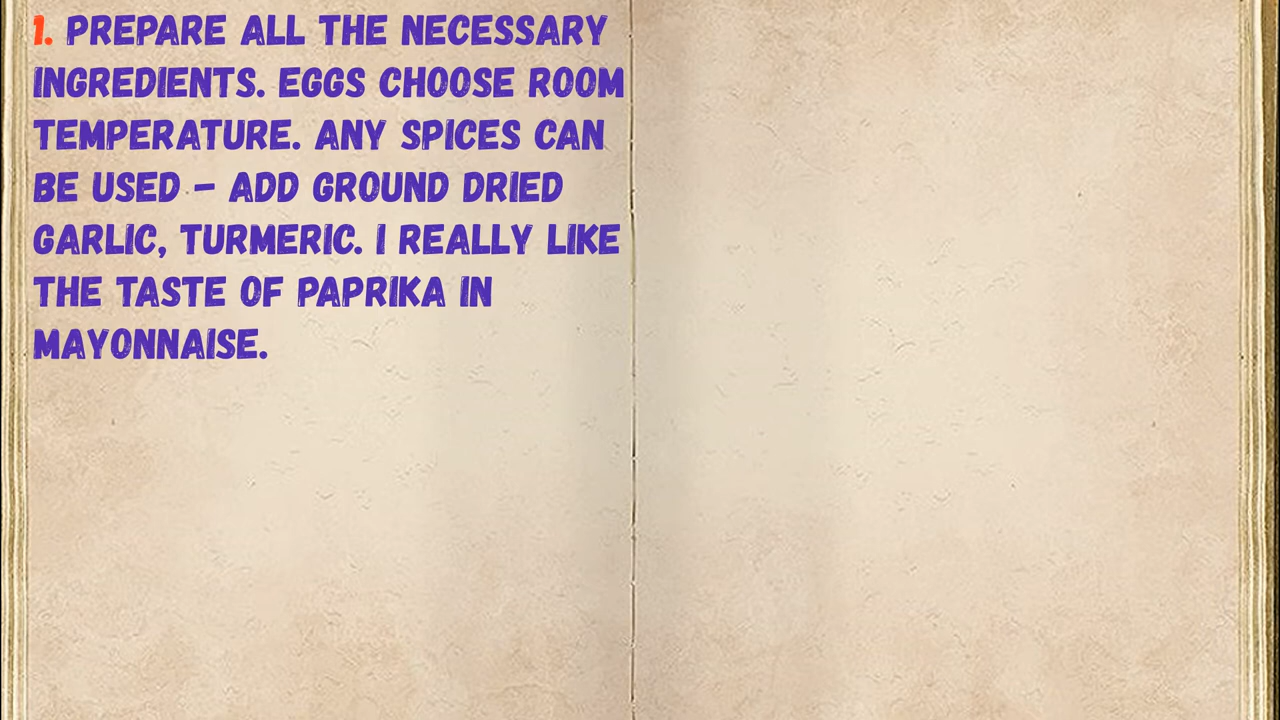 1. PREPARE ALL THE NECESSARY
INGREDIENTS. EGGS CHOOSE ROOM
TEMPERATURE. ANY SPICES CAN
BE USED – ADD GROUND DRIED
GARLIC, TURMERIC. I REALLY LIKE
THE TASTE OF PAPRIKA IN
MAYONNAISE.